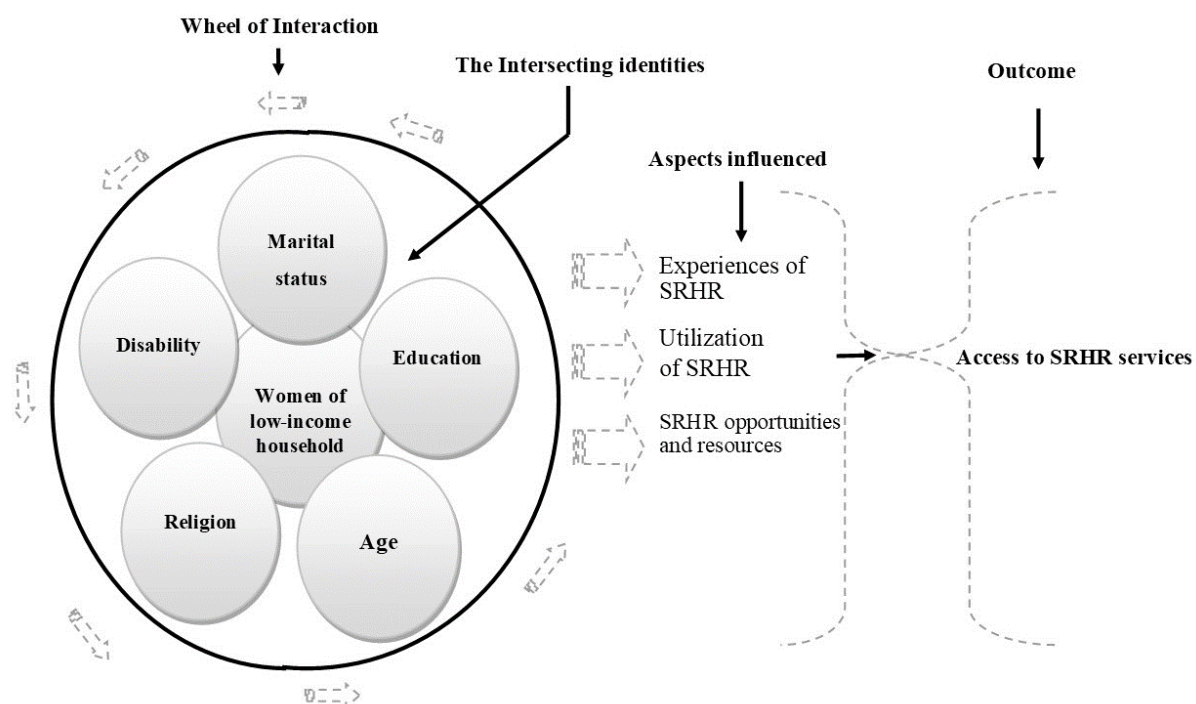 Wheel of Interaction
The Intersecting identities
Outcome
Aspects influenced
Marital
status
Disability
Education
Women of
low-income
household
Religion
Age
Experiences of
SRHR
Utilization
of SRHR
SRHR opportunities
and resources
Access to SRHR services